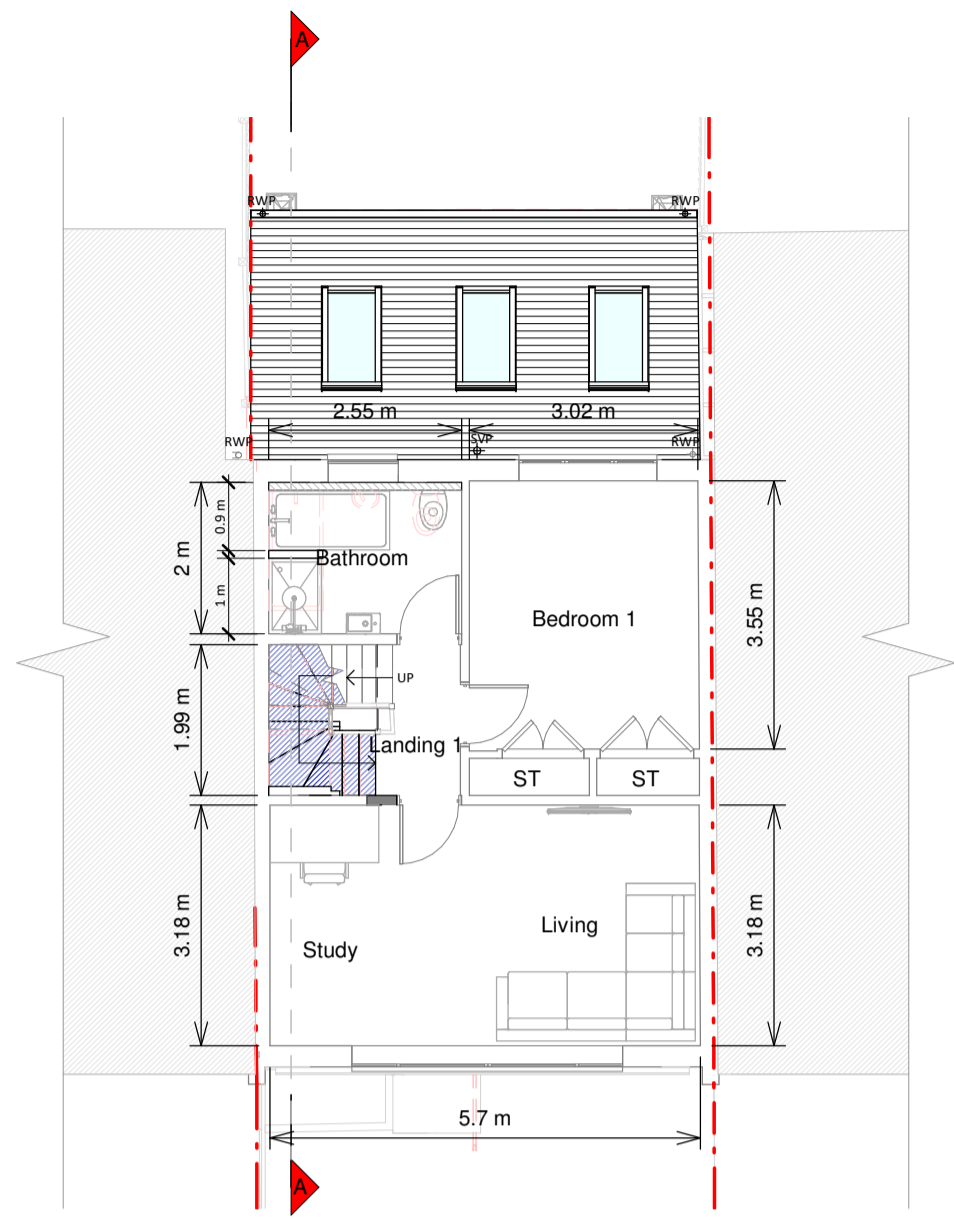 A
RWP
RWP
2.55 m
3.02 m
RWP
SVP
RWP
0.9 m
2 m
Bathroom
1 m
Bedroom 1
3.55 m
UP
1.99 m
Landing 1
ST
ST
3.18 m
Living
3.18 m
Study
5.7 m
A